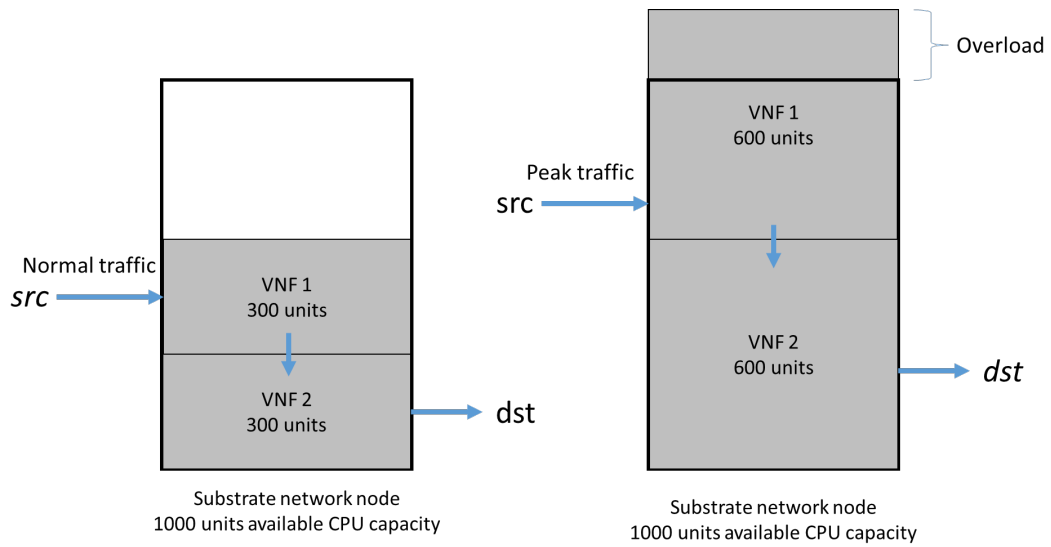 Normal traffic
src
VNF 1
300 units
VNF 2
300 units
dst
Substrate network node
1000 units available CPU capacity
Overload
Peak traffic
src
VNF 1
600 units
VNF 2
600 units
dst
Substrate network node
1000 units available CPU capacity